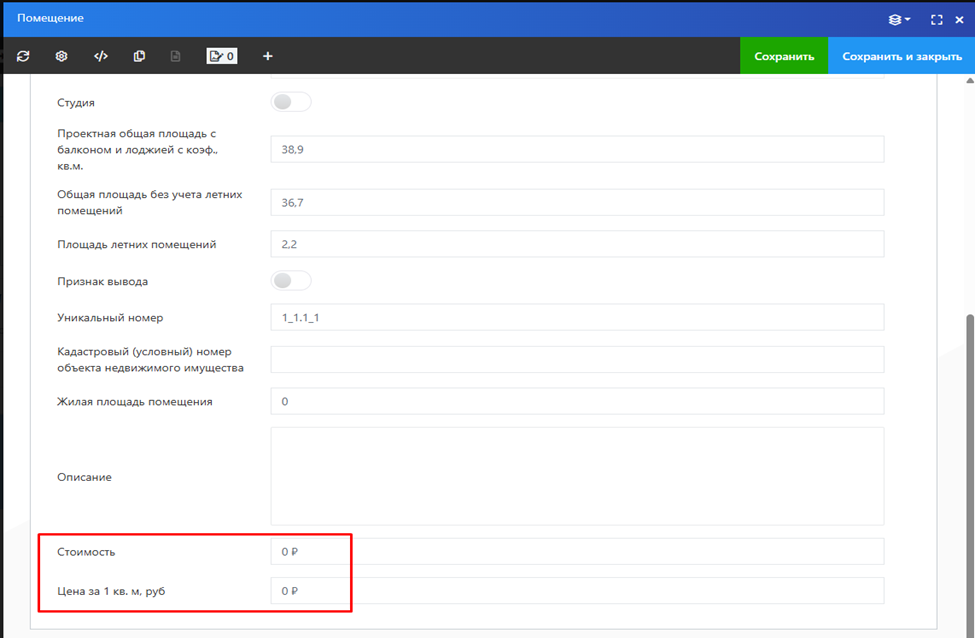 Помещение
0
+
Сохранить
Сохранить и закрыть
Студия
Проектная общая площадь с
балконом и лоджией с коэф.,
кв.м.
38,9
Общая площадь без учета летних
помещений
36,7
Площадь летних помещений
2,2
Признак вывода
Уникальный номер
1_1.1_1
Кадастровый (условный) номер
объекта недвижимого имущества
Жилая площадь помещения
0
Описание
Стоимость
0 ₽
Цена за 1 кв. м, руб
0 ₽